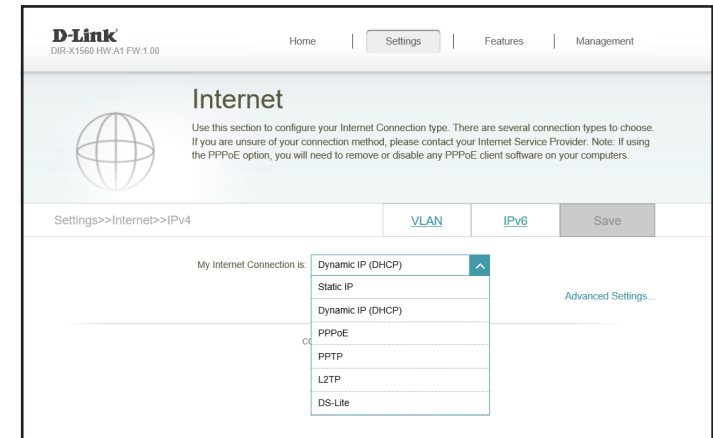 D-Link
DIR-X1560 HW:A1 FW:1.00
Home
Settings
Features
Management
Internet
Use this section to configure your Internet Connection type. There are several connection types to choose.
If you are unsure of your connection method, please contact your Internet Service Provider. Note: If using
the PPPoE option, you will need to remove or disable any PPPoE client software on your computers.
Settings>>Internet>>IPv4
VLAN
IPv6
Save
My Internet Connection is:
Dynamic IP (DHCP)
Static IP
Advanced Settings...
Dynamic IP (DHCP)
PPPoE
PPTP
L2TP
DS-Lite